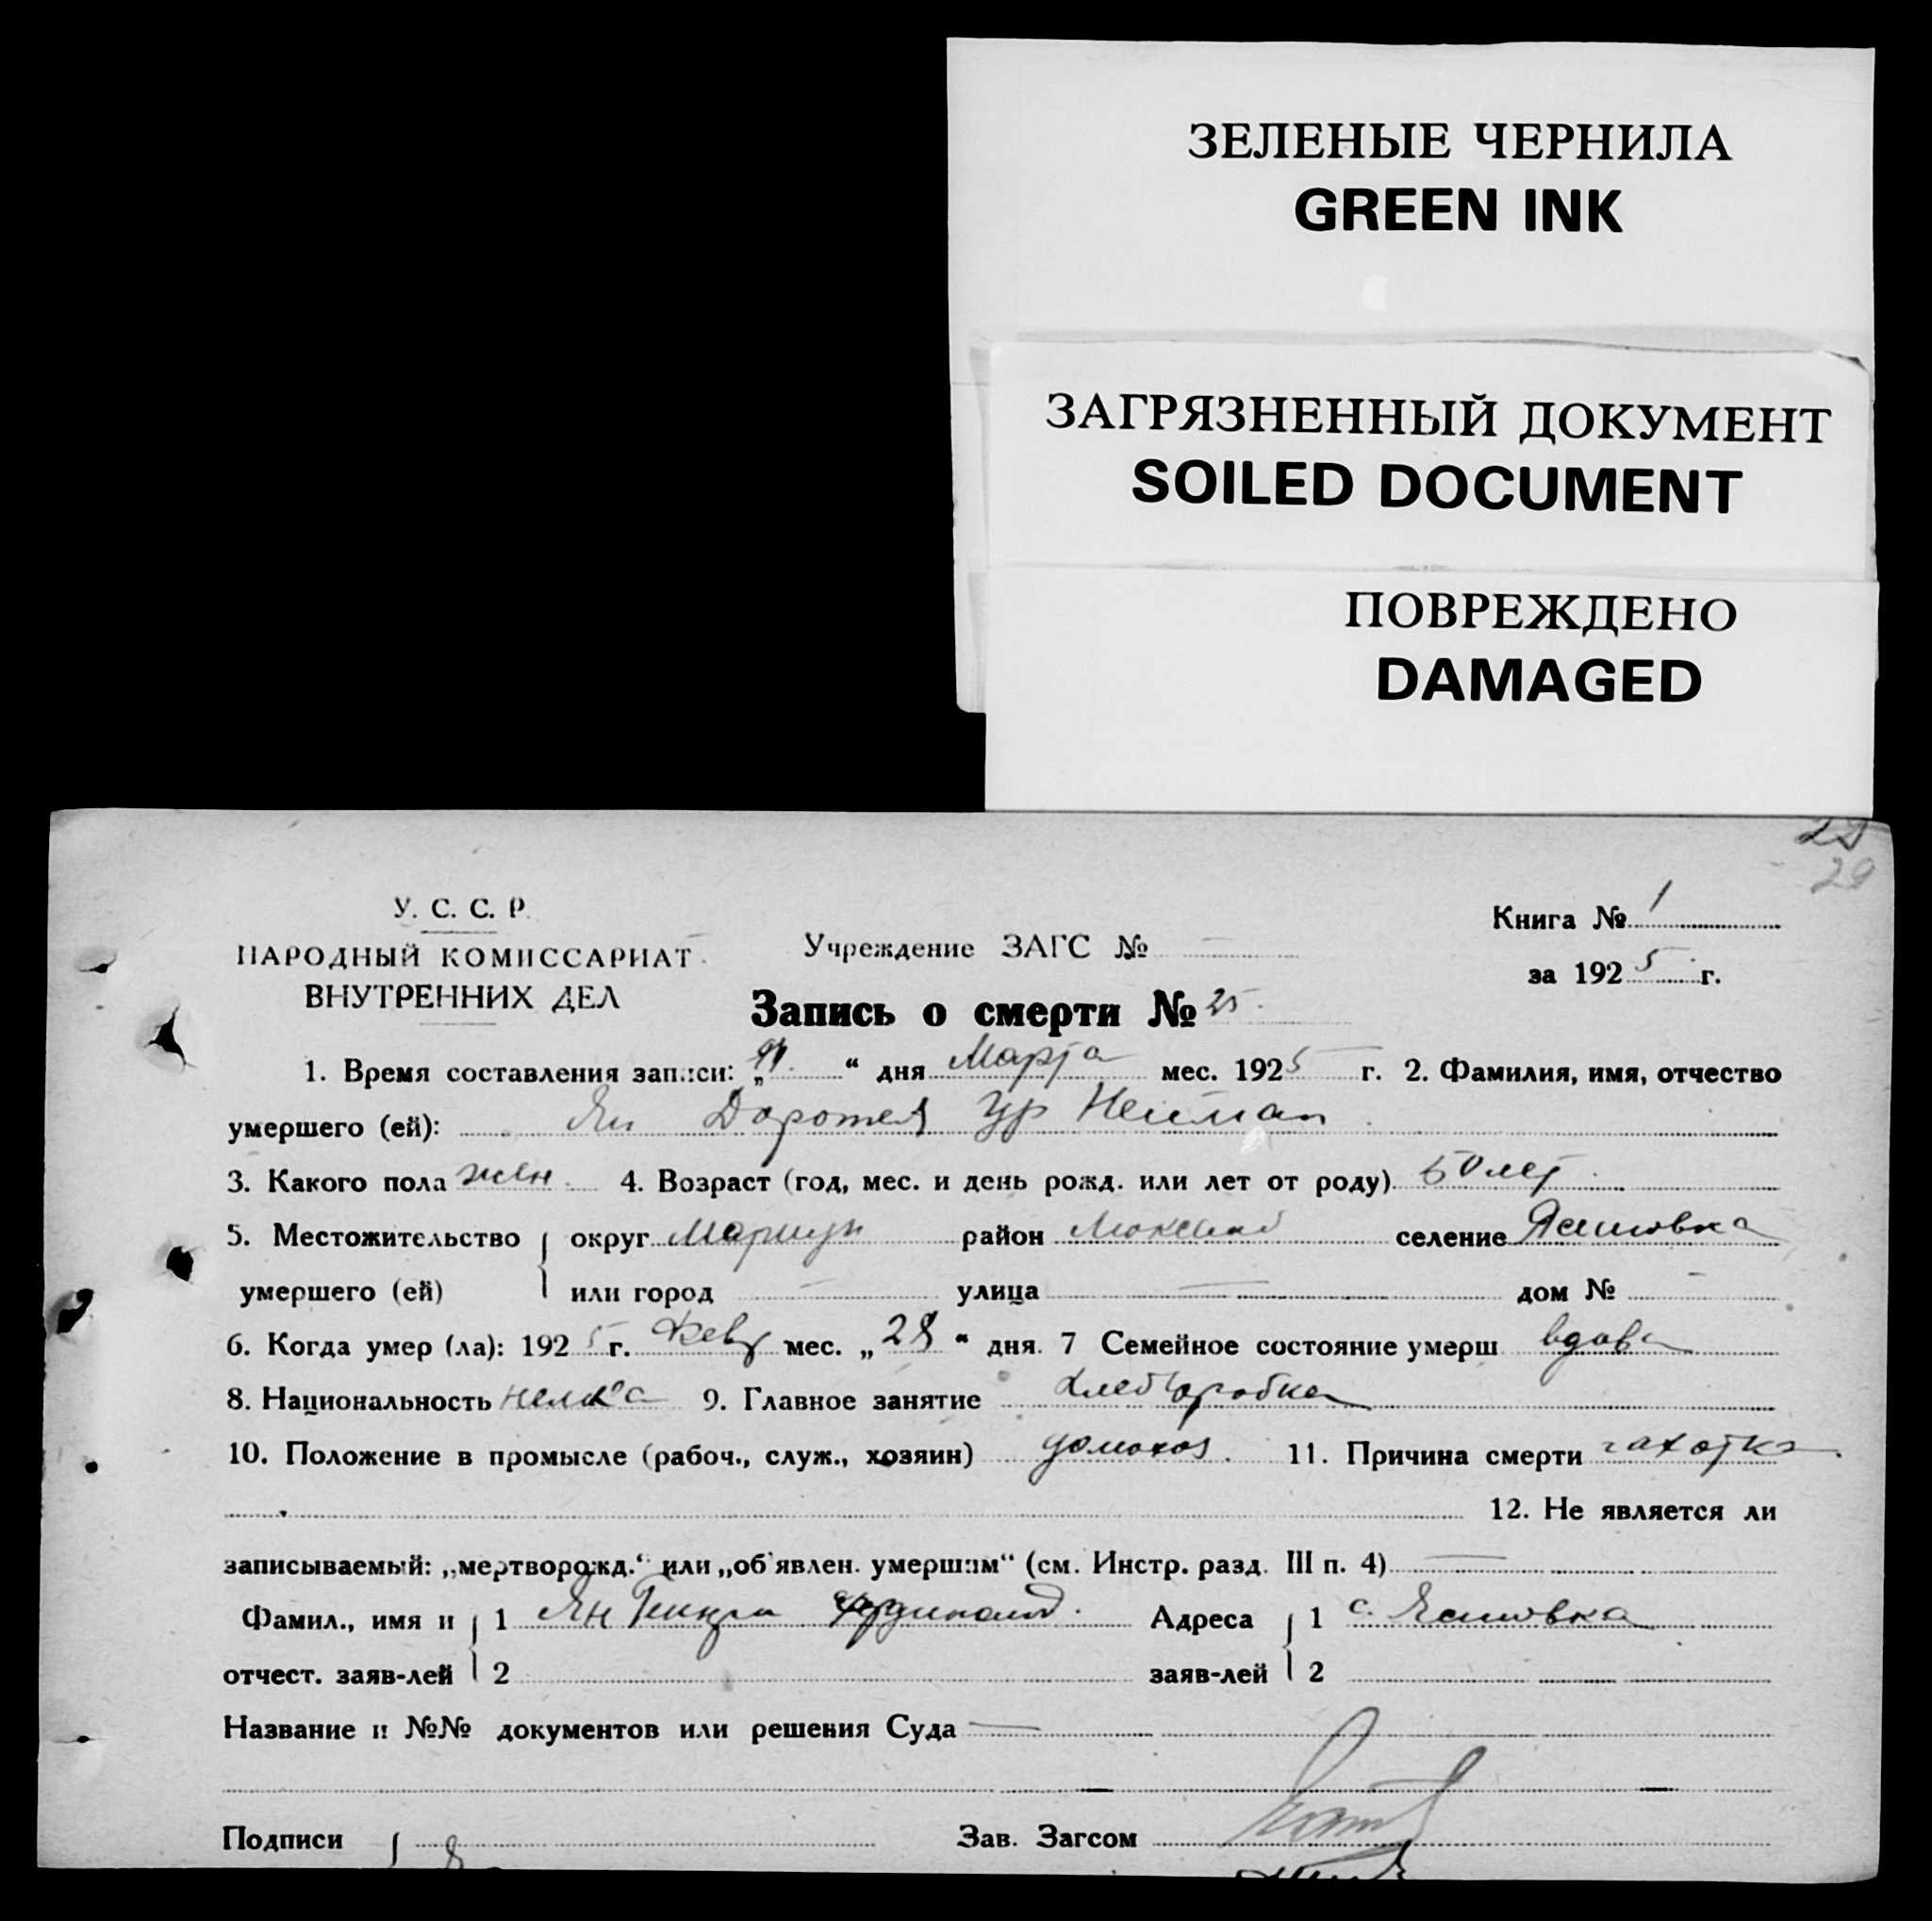 ЗЕЛЕНЫЕ ЧЕРНИЛА
GREEN INK
ЗАГРЯЗНЕННЫЙ ДОКУМЕНТ
SOILED DOCUMENT
ПОВРЕЖДЕНО
DAMAGED
29
У. С. С. Р.
НАРОДНЫЙ КОМИССАРИАТ
ВНУТРЕННИХ ДЕЛ
Учреждение ЗАГС №
Книга № 1
за 1925 г.
Запись о смерти № 25
1. Время составления записи: „ “ дня Марта мес. 1925 г. 2. Фамилия, имя, отчество
умершего (ей): Ян Доротея ур Нейман
3. Какого пола жен. 4. Возраст (год, мес. и день рожд. или лет от роду) 50 лет
5. Местожительство округ Мариуп район селение Ясиновка
умершего (ей) или город — улица — дом № —
6. Когда умер (ла): 1925 г. Февр мес. „28“ дня. 7 Семейное состояние умерш вдова
8. Национальность немка 9. Главное занятие хлеборобка
10. Положение в промысле (рабоч., служ., хозяин) домохоз. 11. Причина смерти чахотка
12. Не является ли
записываемый: „мертворожд.“ или „об'явлен. умершим“ (см. Инстр. разд. III п. 4) —
Фамил., имя и 1 Ян Фердинанд. Адреса 1 с. Ясиновка
отчест. заяв-лей 2 заяв-лей 2
Название и №№ документов или решения Суда —
Подписи Зав. Загсом